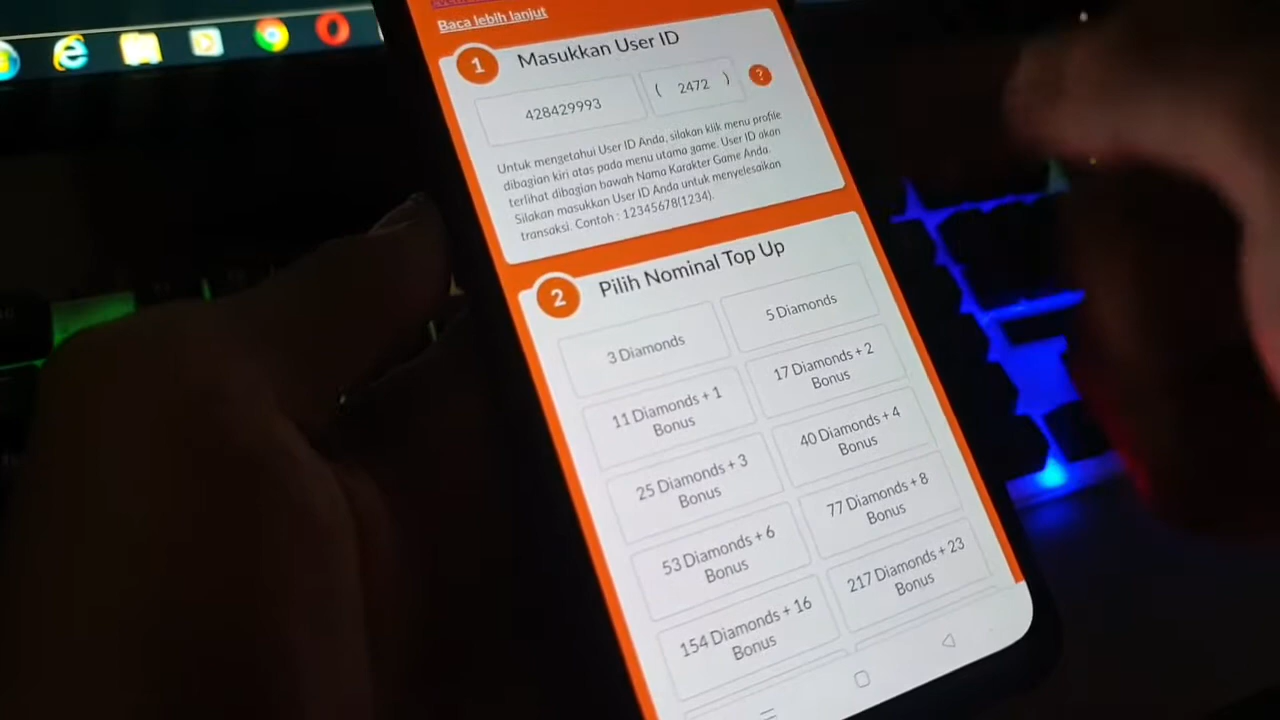 Baca lebih lanjut
1 Masukkan User ID
428429993 ( 2472 ) ?
Untuk mengetahui User ID Anda, silakan klik menu profile
dibagian kiri atas pada menu utama game. User ID akan
terlihat dibagian bawah Nama Karakter Game Anda.
Silakan masukkan User ID Anda untuk menyelesaikan
transaksi. Contoh : 12345678(1234).
2 Pilih Nominal Top Up
3 Diamonds
5 Diamonds
11 Diamonds + 1
Bonus
17 Diamonds + 2
Bonus
25 Diamonds + 3
Bonus
40 Diamonds + 4
Bonus
53 Diamonds + 6
Bonus
77 Diamonds + 8
Bonus
154 Diamonds + 16
Bonus
217 Diamonds + 23
Bonus